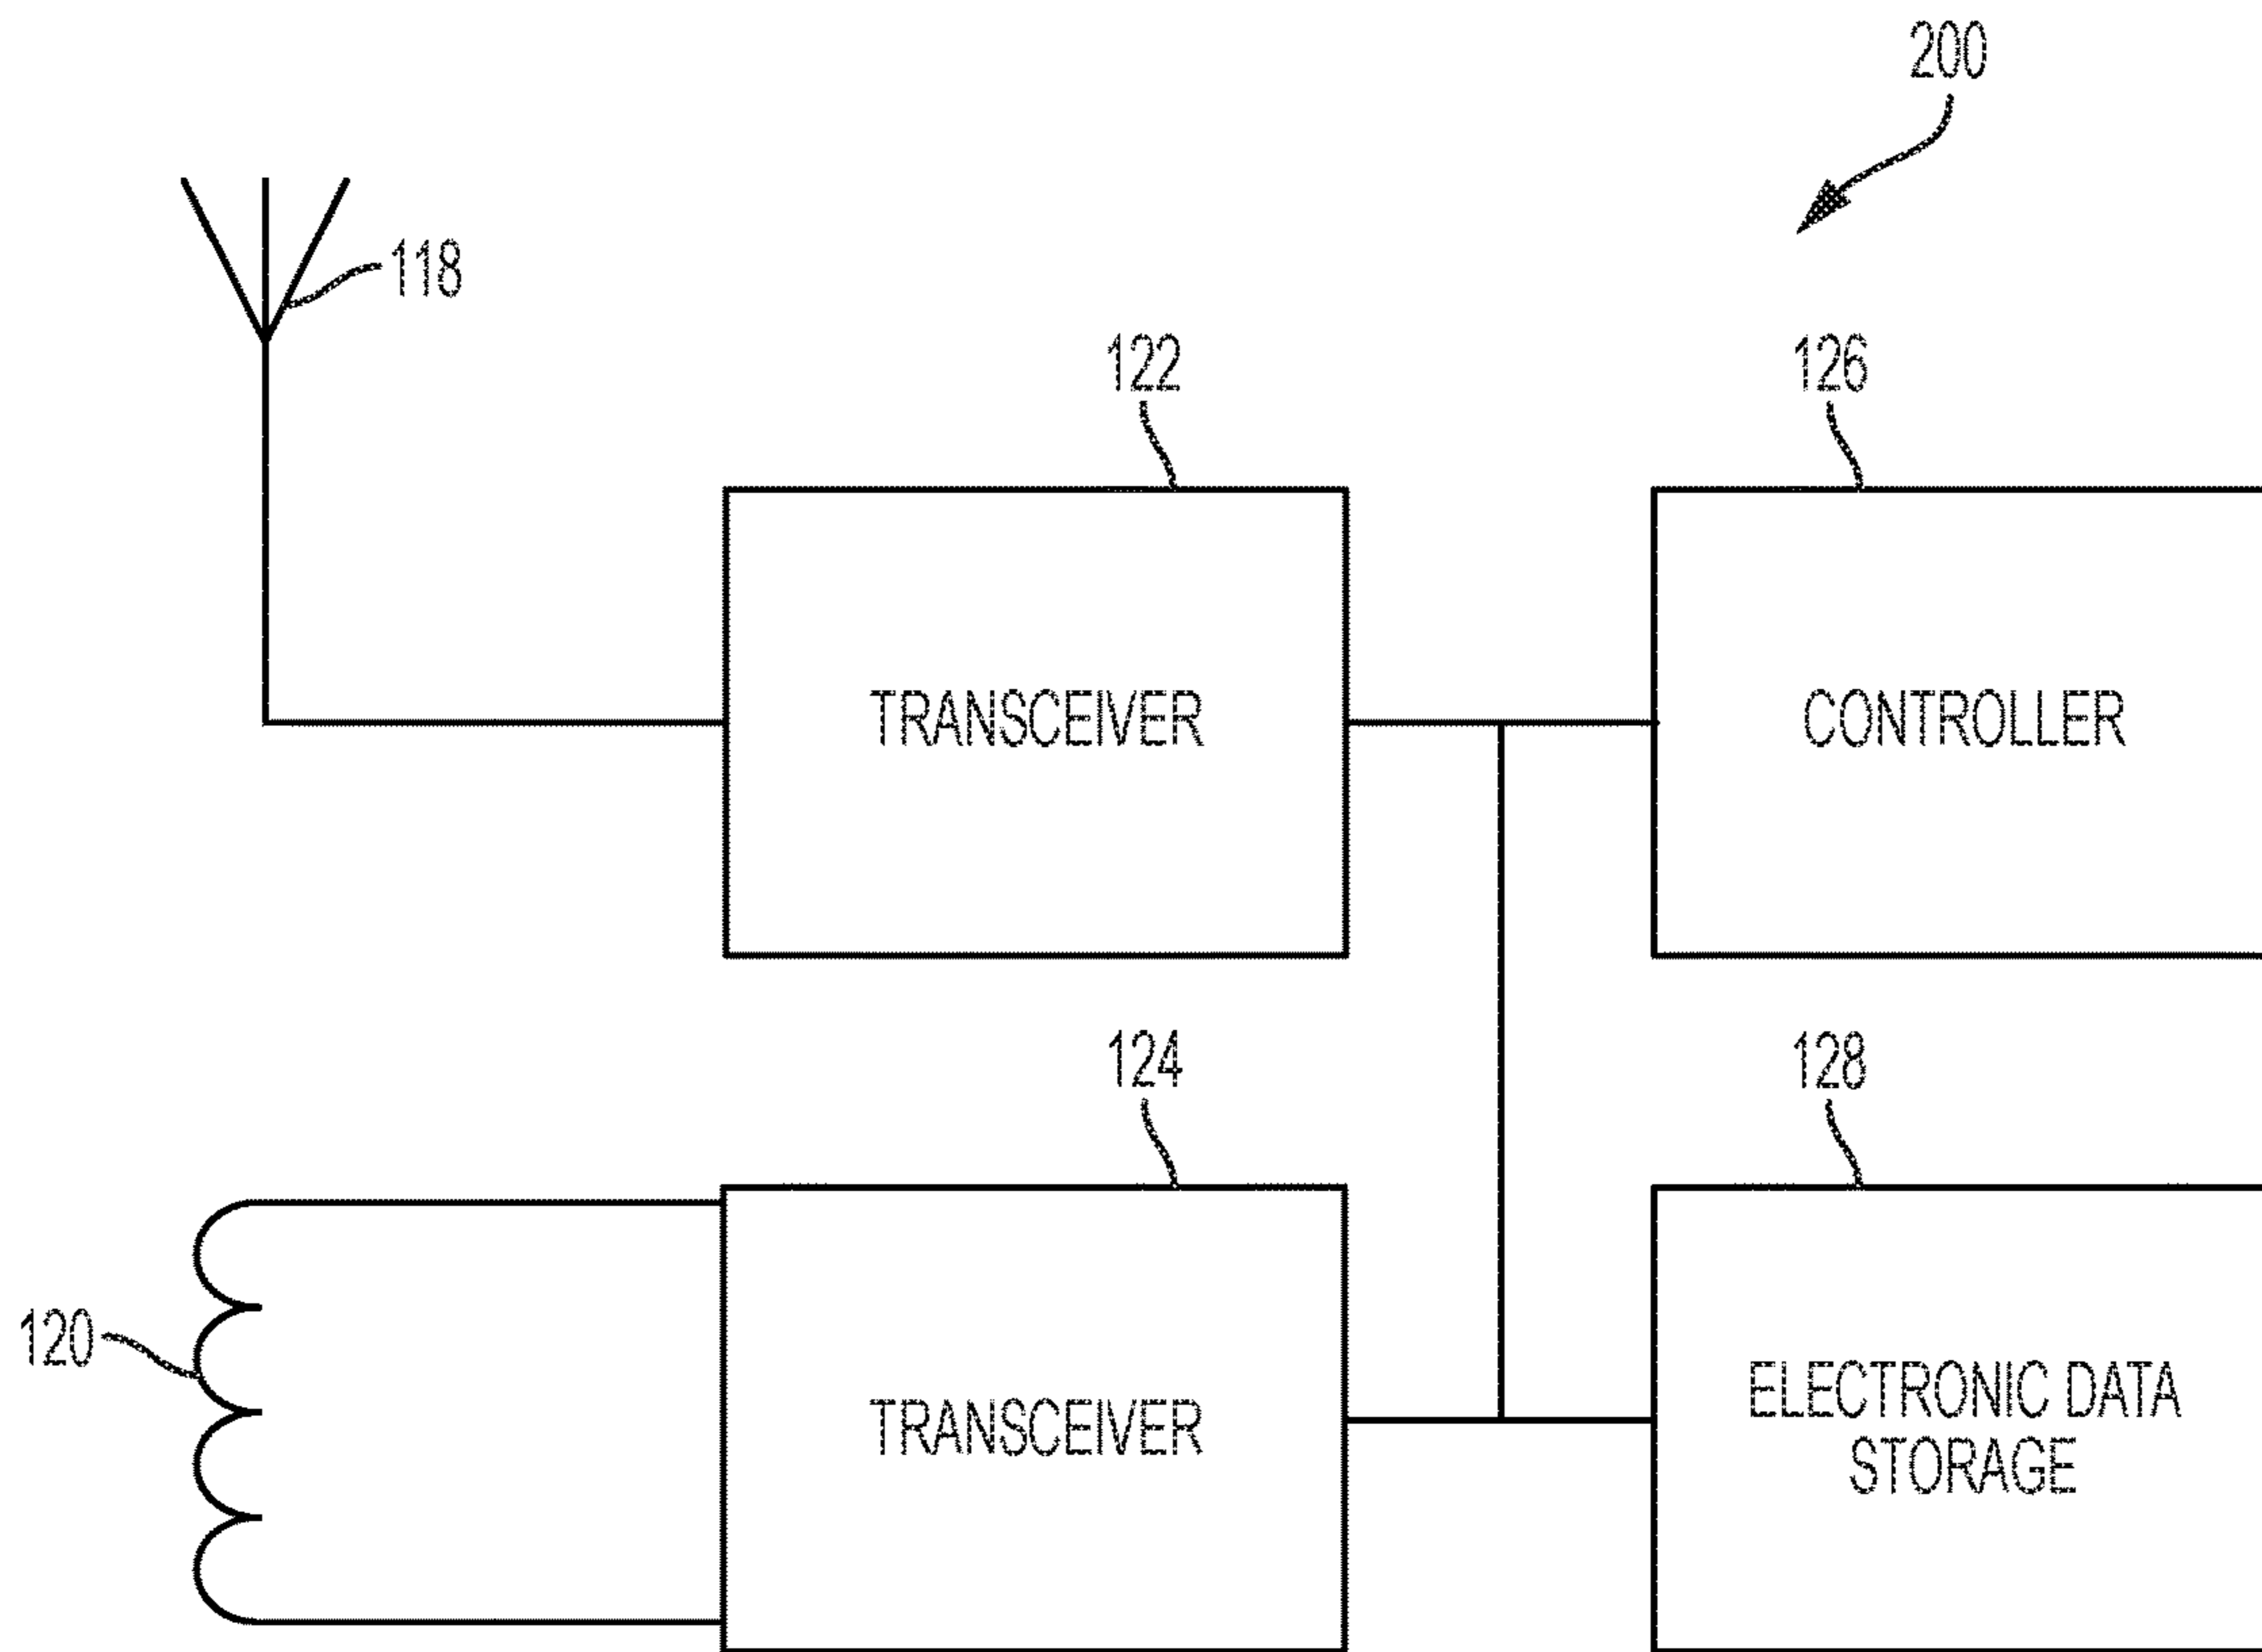 200
118
122
126
TRANSCEIVER
CONTROLLER
124
128
120
TRANSCEIVER
ELECTRONIC DATA
STORAGE